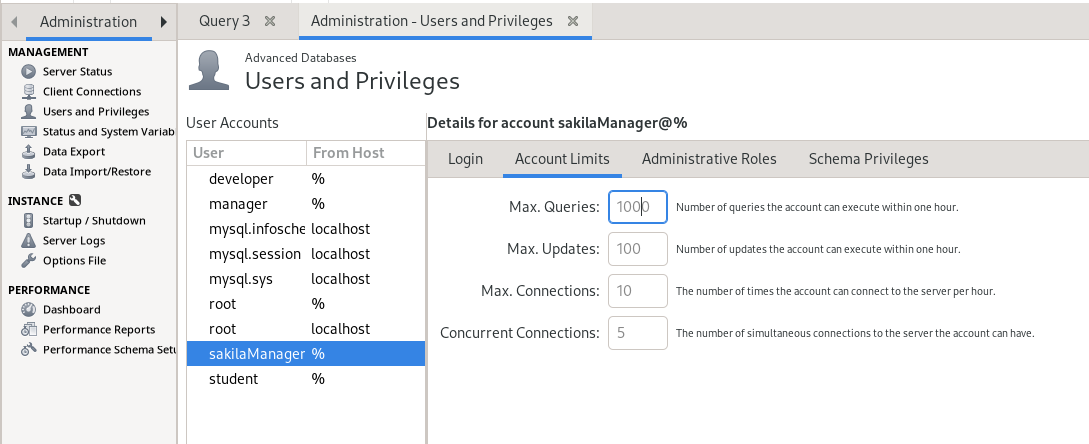 Administration
Query 3
Administration - Users and Privileges
MANAGEMENT
Server Status
Client Connections
Users and Privileges
Status and System Variab
Data Export
Data Import/Restore
INSTANCE
Startup / Shutdown
Server Logs
Options File
PERFORMANCE
Dashboard
Performance Reports
Performance Schema Setu
Advanced Databases
Users and Privileges
User Accounts
User From Host
developer %
manager %
mysql.infosche localhost
mysql.session localhost
mysql.sys localhost
root %
root localhost
sakilaManager %
student %
Details for account sakilaManager@%
Login Account Limits Administrative Roles Schema Privileges
Max. Queries: 1000 Number of queries the account can execute within one hour.
Max. Updates: 100 Number of updates the account can execute within one hour.
Max. Connections: 10 The number of times the account can connect to the server per hour.
Concurrent Connections: 5 The number of simultaneous connections to the server the account can have.